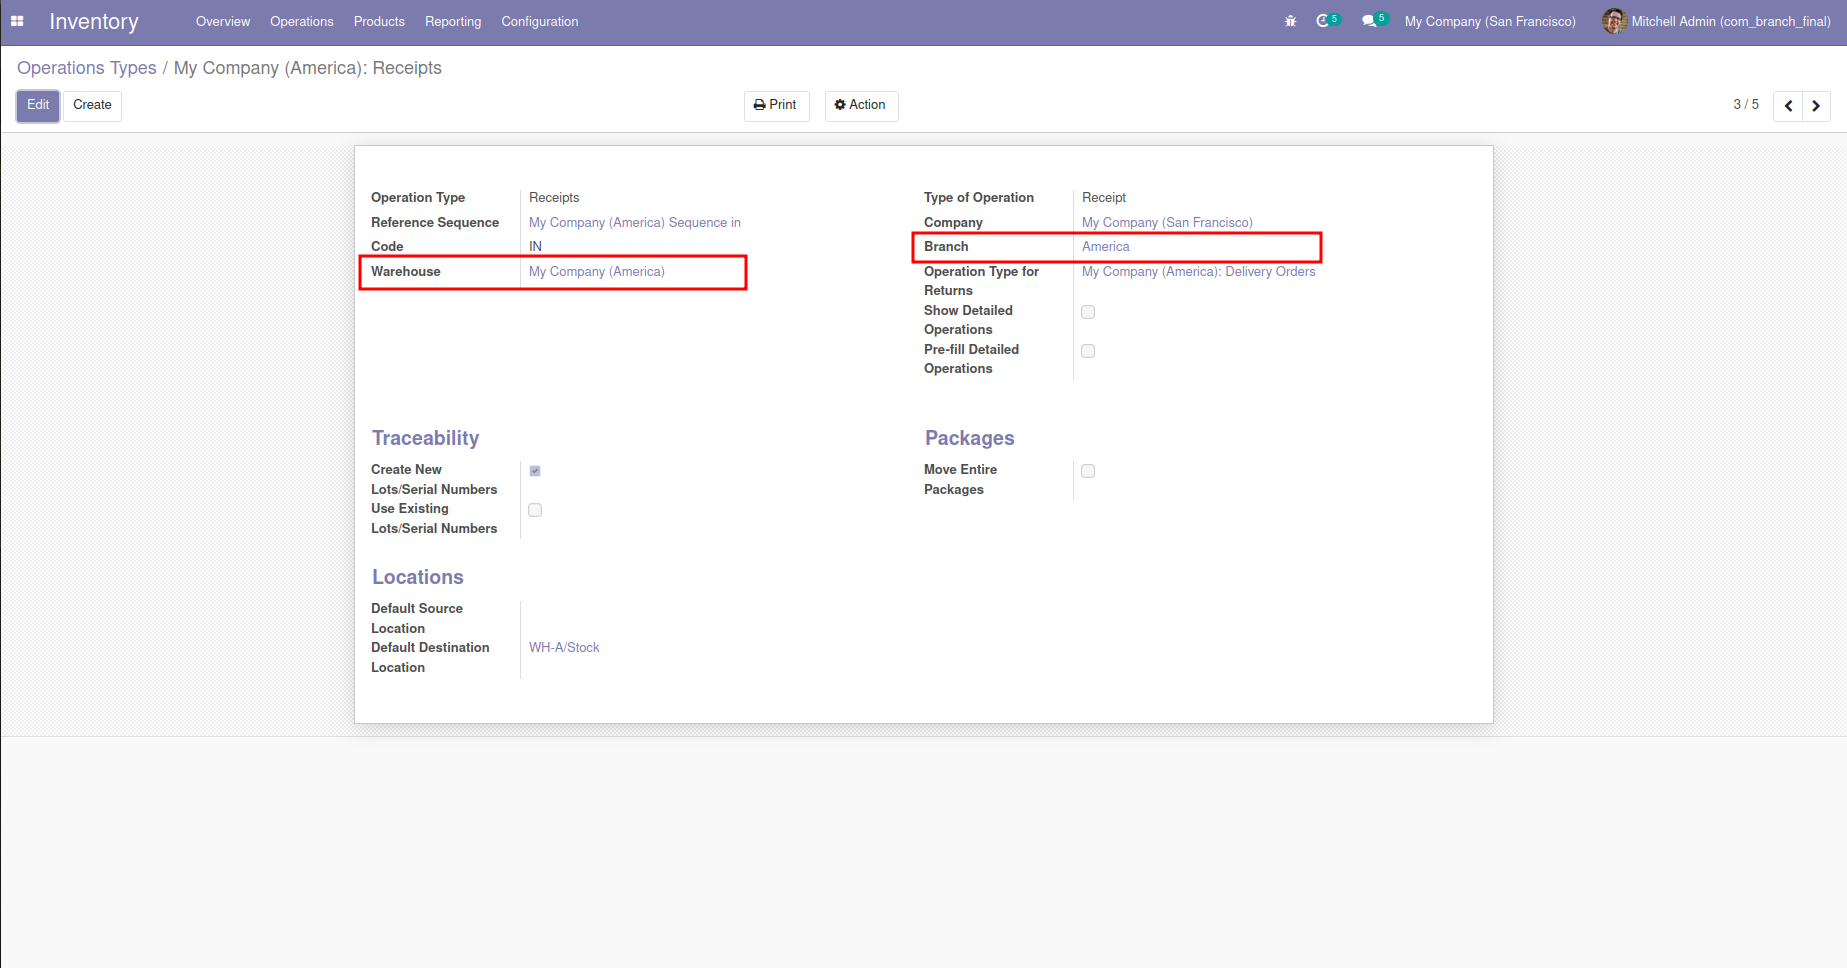 Inventory Overview Operations Products Reporting Configuration 5 5 My Company (San Francisco) Mitchell Admin (com_branch_final)
Operations Types / My Company (America): Receipts
Edit Create Print Action 3 / 5
Operation Type Receipts
Reference Sequence My Company (America) Sequence in
Code IN
Warehouse My Company (America)
Type of Operation Receipt
Company My Company (San Francisco)
Branch America
Operation Type for My Company (America): Delivery Orders
Returns
Show Detailed
Operations
Pre-fill Detailed
Operations
Traceability
Create New
Lots/Serial Numbers
Use Existing
Lots/Serial Numbers
Packages
Move Entire
Packages
Locations
Default Source
Location
Default Destination WH-A/Stock
Location